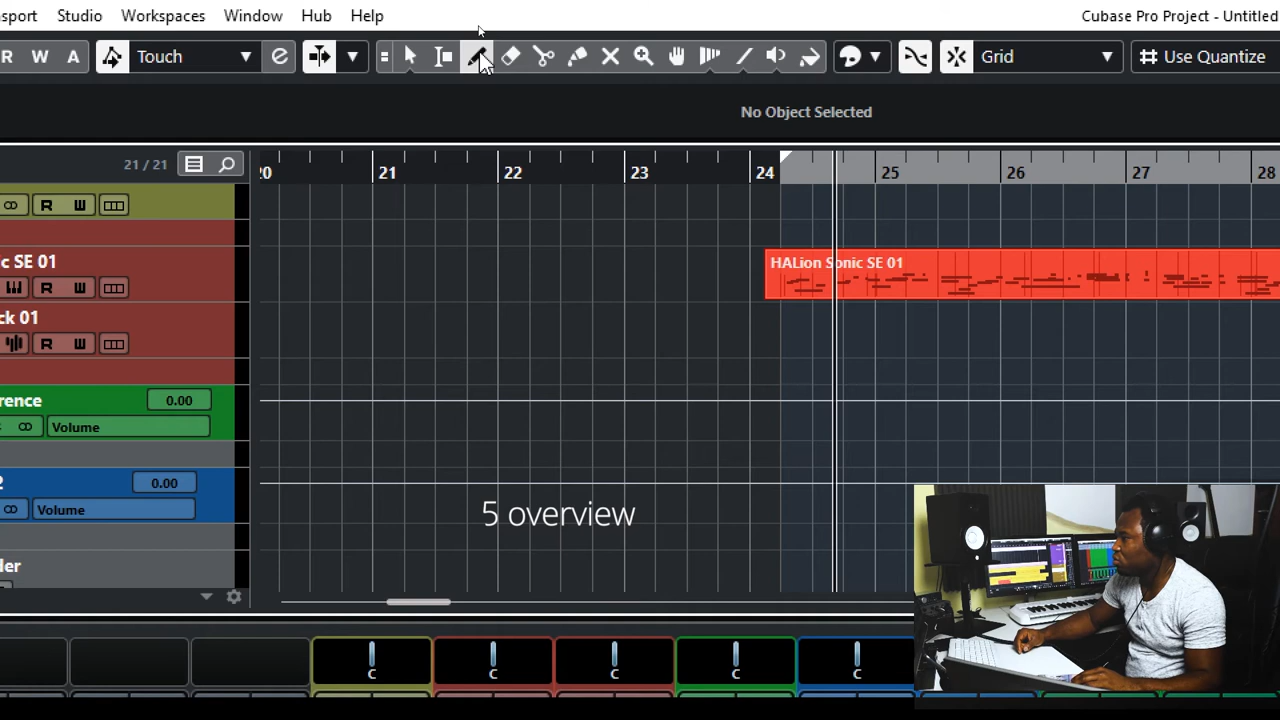 sport Studio Workspaces Window Hub Help Cubase Pro Project - Untitled
R W A Touch Grid Use Quantize
No Object Selected
21 / 21
20 21 22 23 24 25 26 27 28
R W
c SE 01
HALion Sonic SE 01
R W
ck 01
R W
rence 0.00
Volume
2 0.00
Volume
5 overview
der
C C C C C